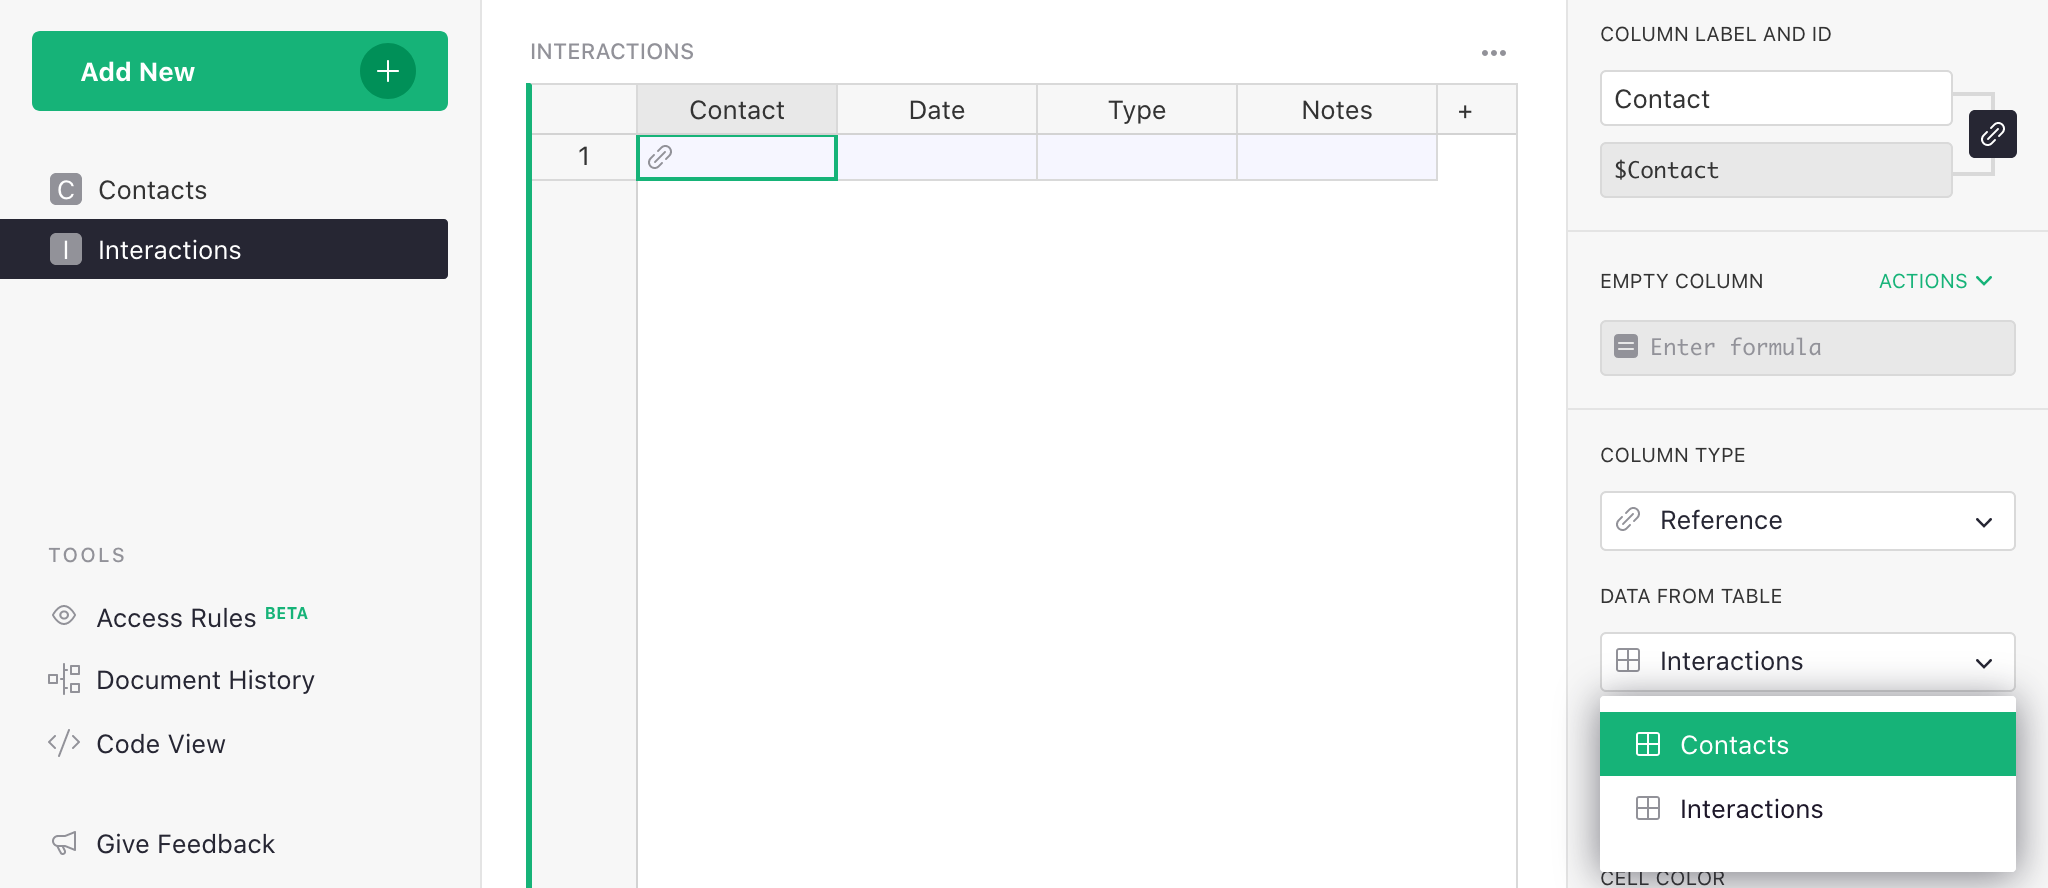 Add New
C Contacts
I Interactions
TOOLS
Access Rules BETA
Document History
Code View
Give Feedback
INTERACTIONS
Contact Date Type Notes +
1
COLUMN LABEL AND ID
Contact
$Contact
EMPTY COLUMN ACTIONS
Enter formula
COLUMN TYPE
Reference
DATA FROM TABLE
Interactions
Contacts
Interactions
CELL COLOR